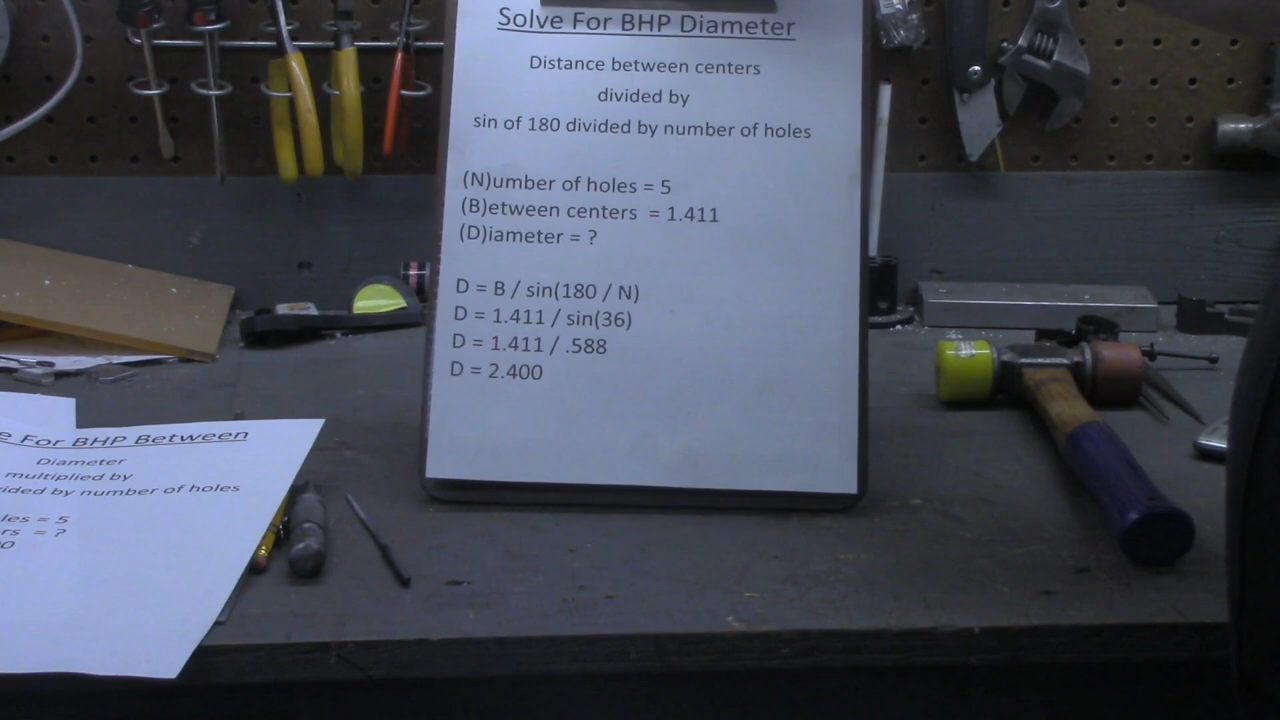 Solve For BHP Diameter
Distance between centers
divided by
sin of 180 divided by number of holes
(N)umber of holes = 5
(B)etween centers = 1.411
(D)iameter = ?
D = B / sin(180 / N)
D = 1.411 / sin(36)
D = 1.411 / .588
D = 2.400
e For BHP Between
Diameter
multiplied by
vided by number of holes
les = 5
rs = ?
0